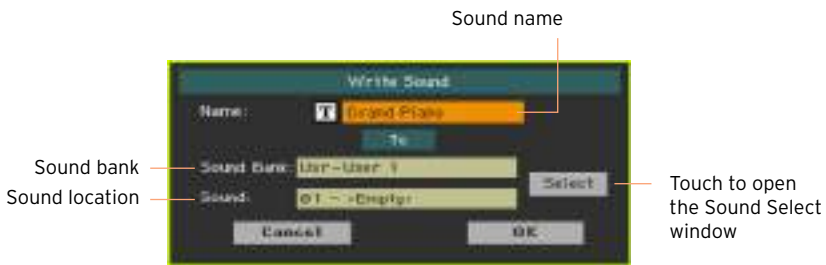 Sound name
Write Sound
Name: T Grand Piano
To
Sound bank
Sound Bank: Usr-User 1
Select
Sound location
Sound: 01 - -Empty-
Touch to open
the Sound Select
window
Cancel OK